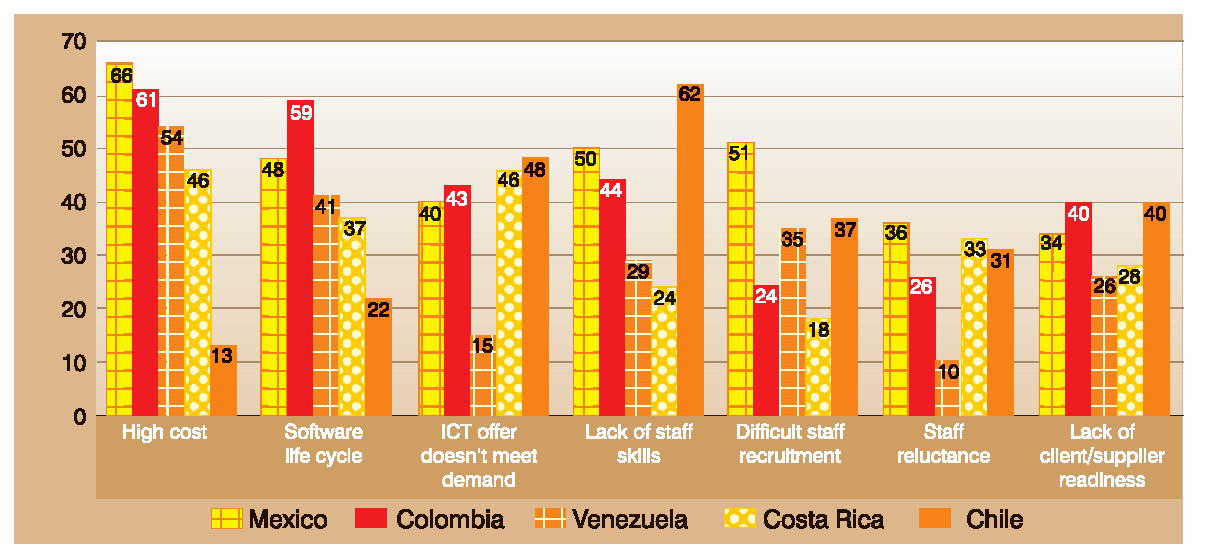 70
60
50
40
30
20
10
0
66
61
54
46
13
48
59
41
37
22
40
43
15
46
48
50
44
29
24
62
51
24
35
18
37
36
26
10
33
31
34
40
26
28
40
High cost
Software
life cycle
ICT offer
doesn't meet
demand
Lack of staff
skills
Difficult staff
recruitment
Staff
reluctance
Lack of
client/supplier
readiness
Mexico Colombia Venezuela Costa Rica Chile